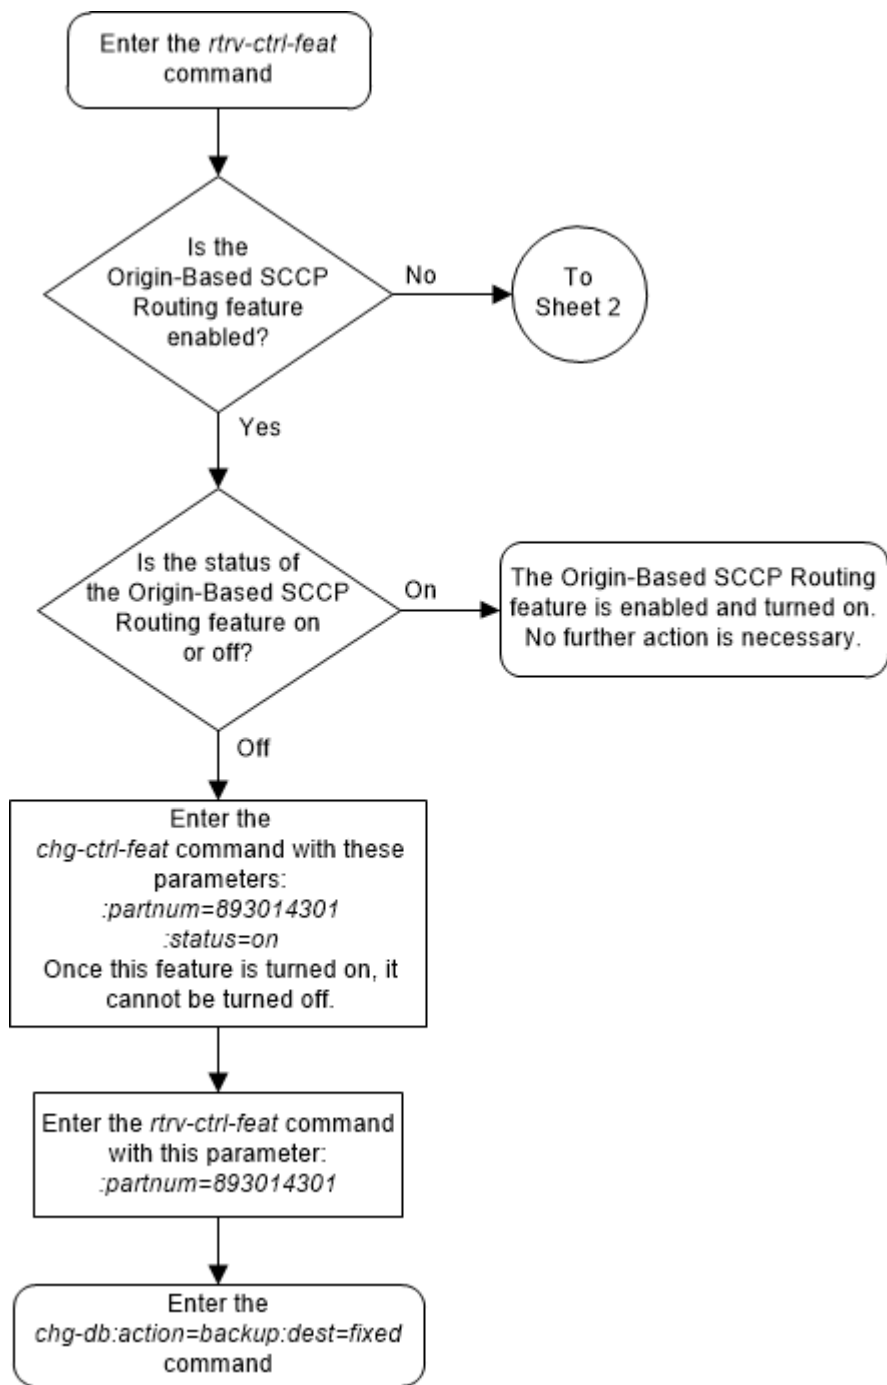 Enter the rtrv-ctrl-feat
command
Is the
Origin-Based SCCP
Routing feature
enabled?
No
To
Sheet 2
Yes
Is the status of
the Origin-Based SCCP
Routing feature on
or off?
On
The Origin-Based SCCP Routing
feature is enabled and turned on.
No further action is necessary.
Off
Enter the
chg-ctrl-feat command with these
parameters:
:partnum=893014301
:status=on
Once this feature is turned on, it
cannot be turned off.
Enter the rtrv-ctrl-feat command
with this parameter:
:partnum=893014301
Enter the
chg-db:action=backup:dest=fixed
command